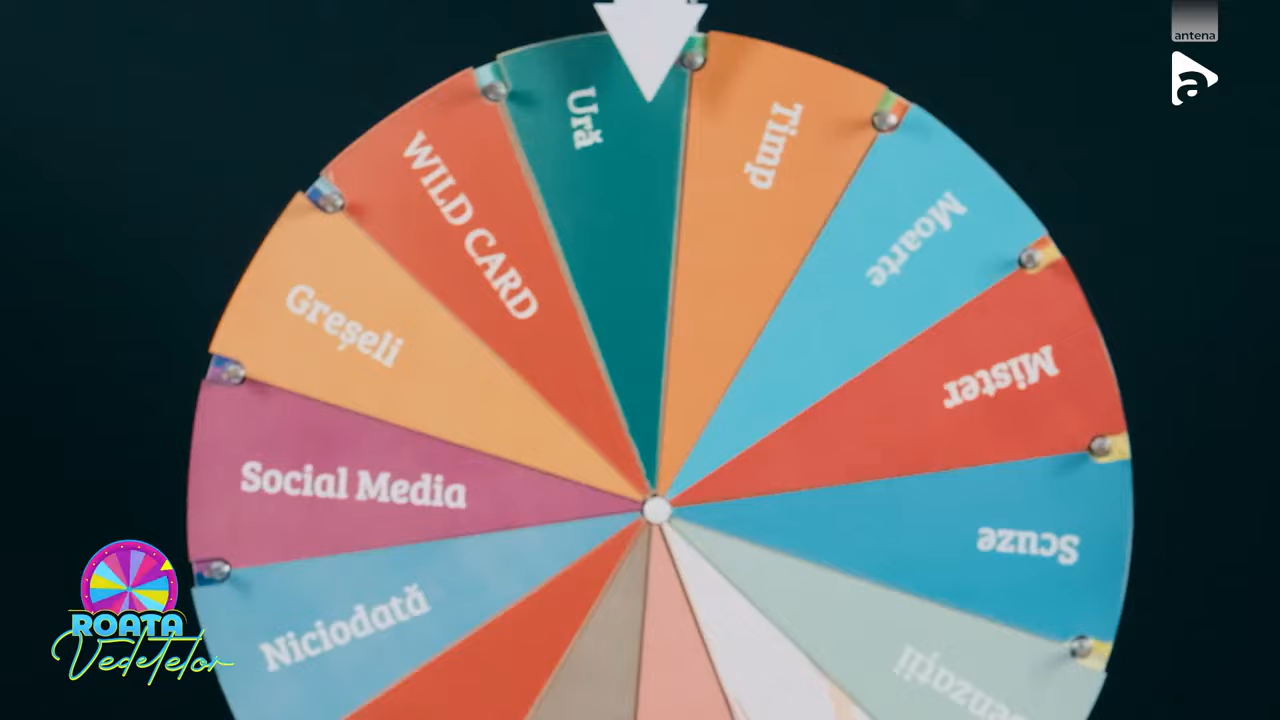 antena
a
Ură
Timp
WILD CARD
Moarte
Greșeli
Mister
Social Media
Scuze
Niciodată
ROATA
Vedetelor